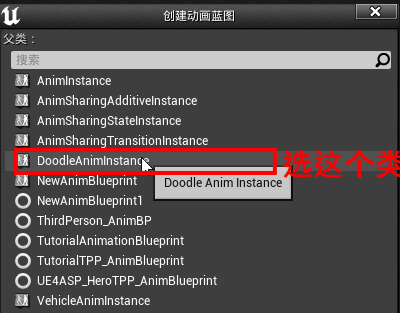 创建动画蓝图
父类：
搜索
AnimInstance
AnimSharingAdditiveInstance
AnimSharingStateInstance
AnimSharingTransitionInstance
DoodleAnimInstance
选这个类
NewAnimBlueprint
Doodle Anim Instance
NewAnimBlueprint1
ThirdPerson_AnimBP
TutorialAnimationBlueprint
TutorialTPP_AnimBlueprint
UE4ASP_HeroTPP_AnimBlueprint
VehicleAnimInstance